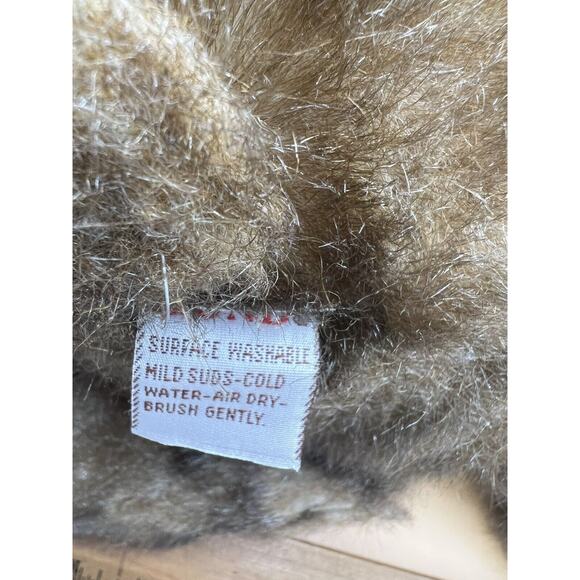 SURFACE WASHABLE
MILD SUDS-COLD
WATER-AIR DRY-
BRUSH GENTLY.